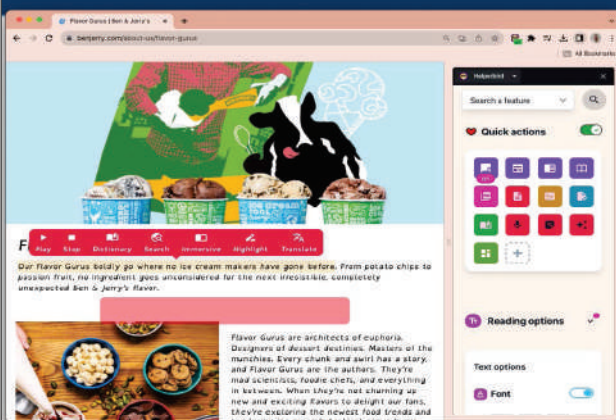 Flavor Gurus | Ben & Jerry's
benjerry.com/about-us/flavor-gurus
All Bookmarks
Helperbird
Search a feature
Quick actions
ice cream
F
Play Stop Dictionary Search Immersive Highlight Translate
Our Flavor Gurus boldly go where no ice cream makers have gone before. From potato chips to
passion fruit, no ingredient goes unconsidered for the next irresistible, completely
unexpected Ben & Jerry's flavor.
Reading options
Flavor Gurus are architects of euphoria.
Designers of dessert destinies. Masters of the
munchies. Every chunk and swirl has a story,
and Flavor Gurus are the authors. They're
mad scientists, foodie chefs, and everything
in between. When they're not churning up
new and exciting flavors to delight our fans,
they're exploring the newest food trends and
Text options
Font